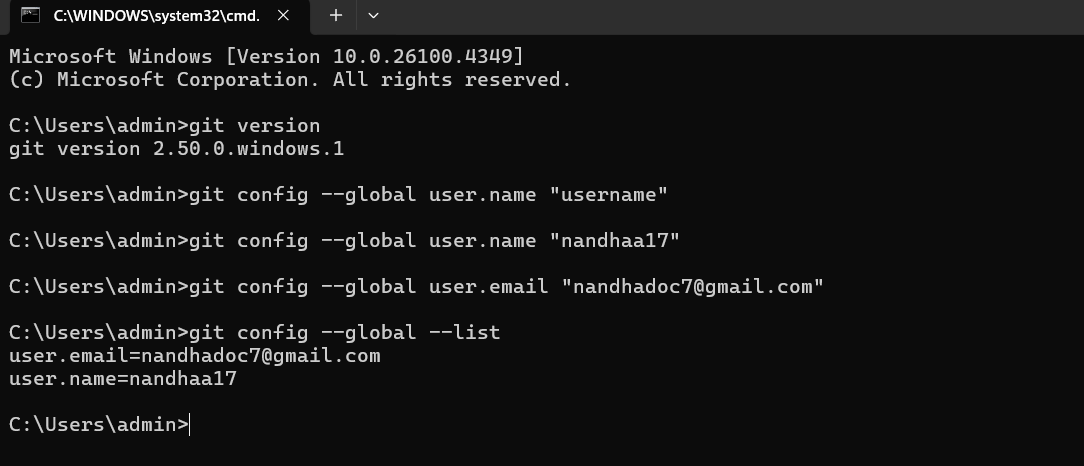 C:\WINDOWS\system32\cmd.
Microsoft Windows [Version 10.0.26100.4349]
(c) Microsoft Corporation. All rights reserved.
C:\Users\admin>git version
git version 2.50.0.windows.1
C:\Users\admin>git config --global user.name "username"
C:\Users\admin>git config --global user.name "nandhaa17"
C:\Users\admin>git config --global user.email "nandhadoc7@gmail.com"
C:\Users\admin>git config --global --list
user.email=nandhadoc7@gmail.com
user.name=nandhaa17
C:\Users\admin>